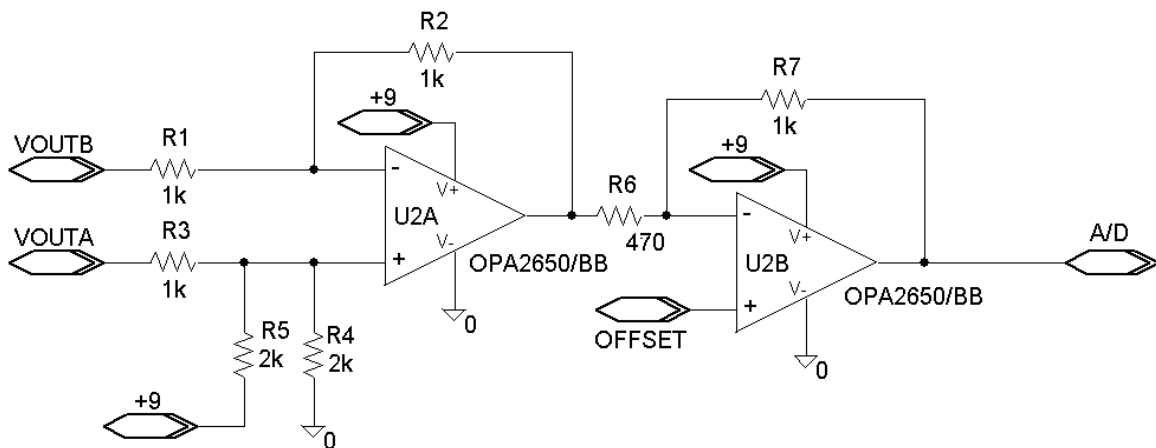 R2
1k
+9
VOUTB
R1
1k
-
V+
U2A
V-
+
OPA2650/BB
0
VOUTA
R3
1k
R5
2k
R4
2k
+9
0
R6
470
R7
1k
+9
-
V+
U2B
V-
+
OPA2650/BB
OFFSET
0
A/D